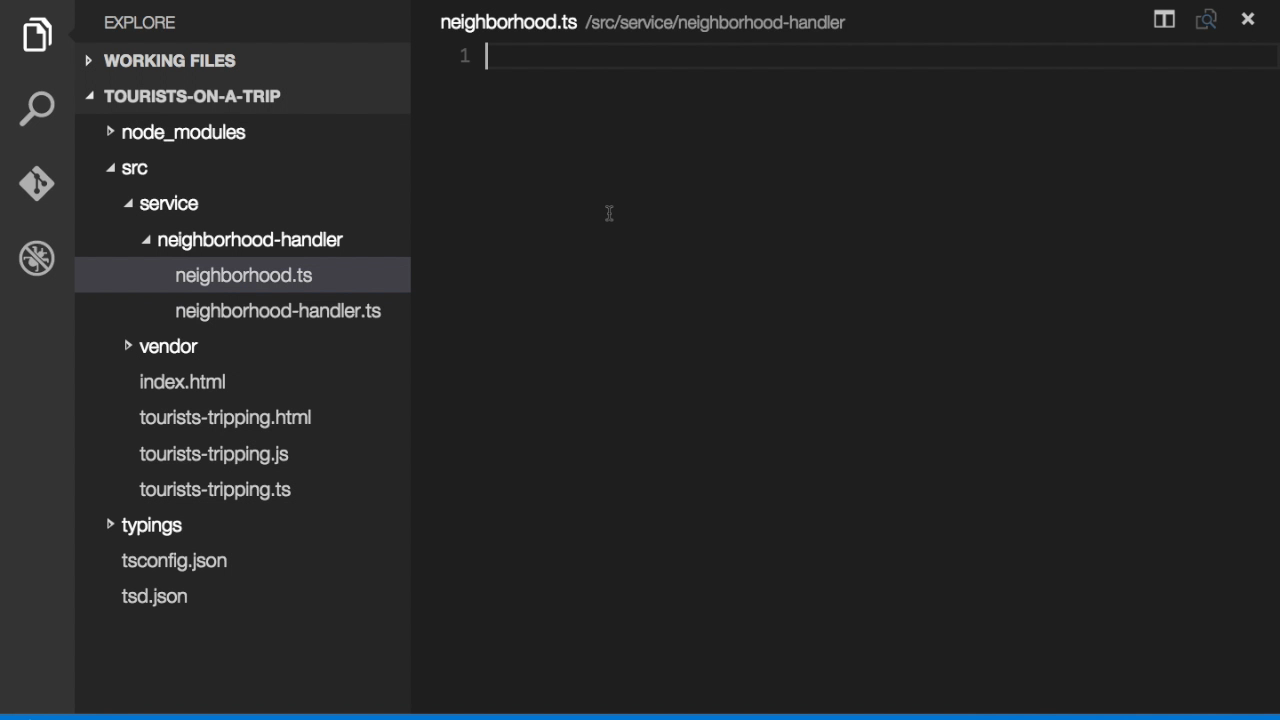 EXPLORE
WORKING FILES
TOURISTS-ON-A-TRIP
node_modules
src
service
neighborhood-handler
neighborhood.ts
neighborhood-handler.ts
vendor
index.html
tourists-tripping.html
tourists-tripping.js
tourists-tripping.ts
typings
tsconfig.json
tsd.json
neighborhood.ts /src/service/neighborhood-handler
1